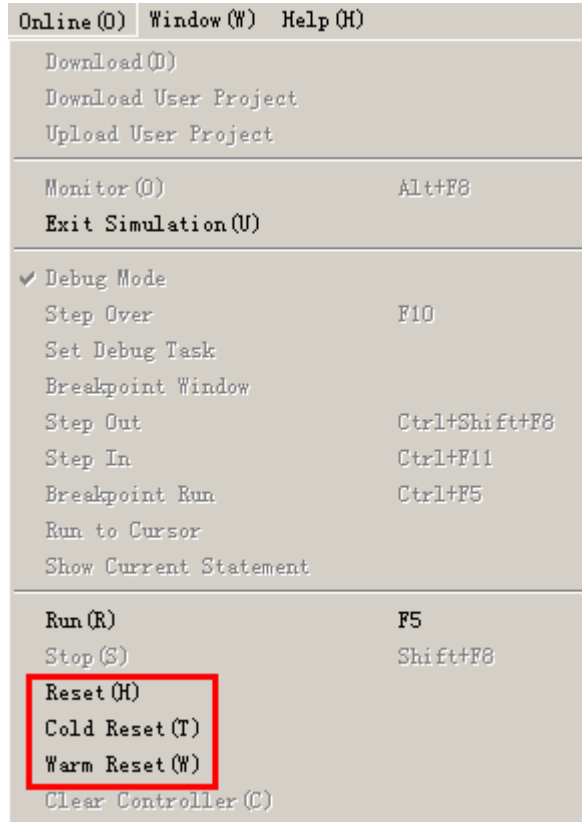 Online(O) Window(W) Help(H)
Download(D)
Download User Project
Upload User Project
Monitor(O) Alt+F8
Exit Simulation(U)
Debug Mode
Step Over F10
Set Debug Task
Breakpoint Window
Step Out Ctrl+Shift+F8
Step In Ctrl+F11
Breakpoint Run Ctrl+F5
Run to Cursor
Show Current Statement
Run(R) F5
Stop(S) Shift+F8
Reset(H)
Cold Reset(T)
Warm Reset(W)
Clear Controller(C)